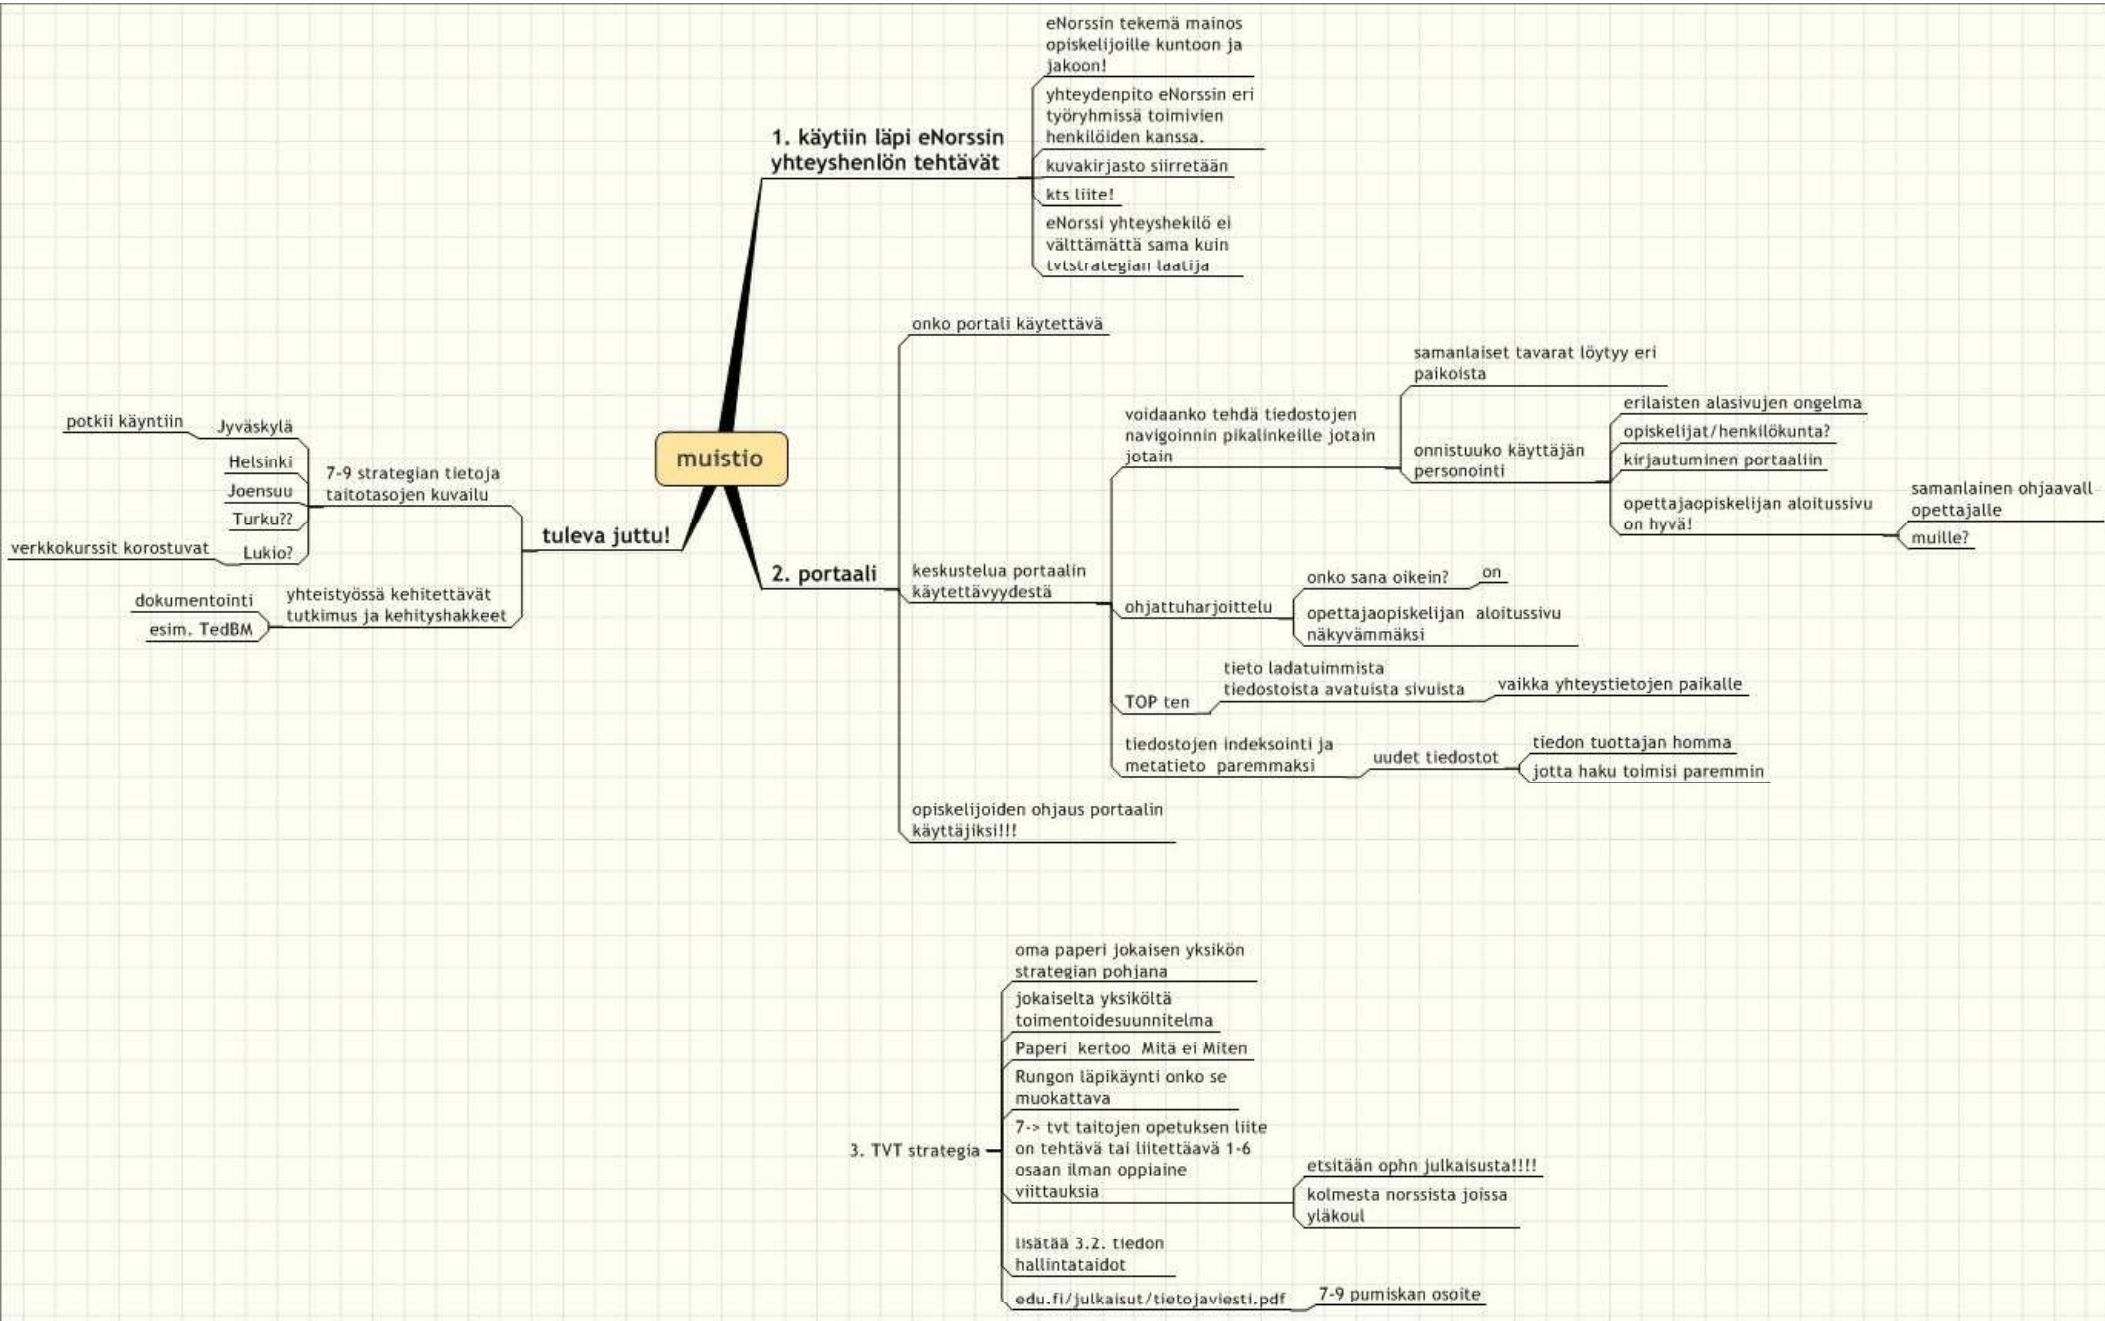 muistio
1. käytiin läpi eNorssin
yhteyshenlön tehtävät
eNorssin tekemä mainos
opiskelijoille kuntoon ja
jakoon!
yhteydenpito eNorssin eri
työryhmissä toimivien
henkilöiden kanssa.
kuvakirjasto siirretään
kts liite!
eNorssi yhteyshekilö ei
välttämättä sama kuin
tvtstrategian laatija
2. portaali
onko portali käytettävä
keskustelua portaalin
käytettävyydestä
voidaanko tehdä tiedostojen
navigoinnin pikalinkeille jotain
jotain
samanlaiset tavarat löytyy eri
paikoista
onnistuuko käyttäjän
personointi
erilaisten alasivujen ongelma
opiskelijat/henkilökunta?
kirjautuminen portaaliin
opettajaopiskelijan aloitussivu
on hyvä!
samanlainen ohjaavall
opettajalle
muille?
ohjattuharjoittelu
onko sana oikein?
on
opettajaopiskelijan aloitussivu
näkyvämmäksi
TOP ten
tieto ladatuimmista
tiedostoista avatuista sivuista
vaikka yhteystietojen paikalle
tiedostojen indeksointi ja
metatieto paremmaksi
uudet tiedostot
tiedon tuottajan homma
jotta haku toimisi paremmin
opiskelijoiden ohjaus portaalin
käyttäjiksi!!!
tuleva juttu!
7-9 strategian tietoja
taitotasojen kuvailu
Jyväskylä
potkii käyntiin
Helsinki
Joensuu
Turku??
Lukio?
verkkokurssit korostuvat
yhteistyössä kehitettävät
tutkimus ja kehityshakkeet
dokumentointi
esim. TedBM
3. TVT strategia
oma paperi jokaisen yksikön
strategian pohjana
jokaiselta yksiköltä
toimentoidesuunnitelma
Paperi kertoo Mitä ei Miten
Rungon läpikäynti onko se
muokattava
7-> tvt taitojen opetuksen liite
on tehtävä tai liitettäavä 1-6
osaan ilman oppiaine
viittauksia
etsitään ophn julkaisusta!!!!
kolmesta norssista joissa
yläkoul
lisätää 3.2. tiedon
hallintataidot
edu.fi/julkaisut/tietojaviesti.pdf
7-9 pumiskan osoite